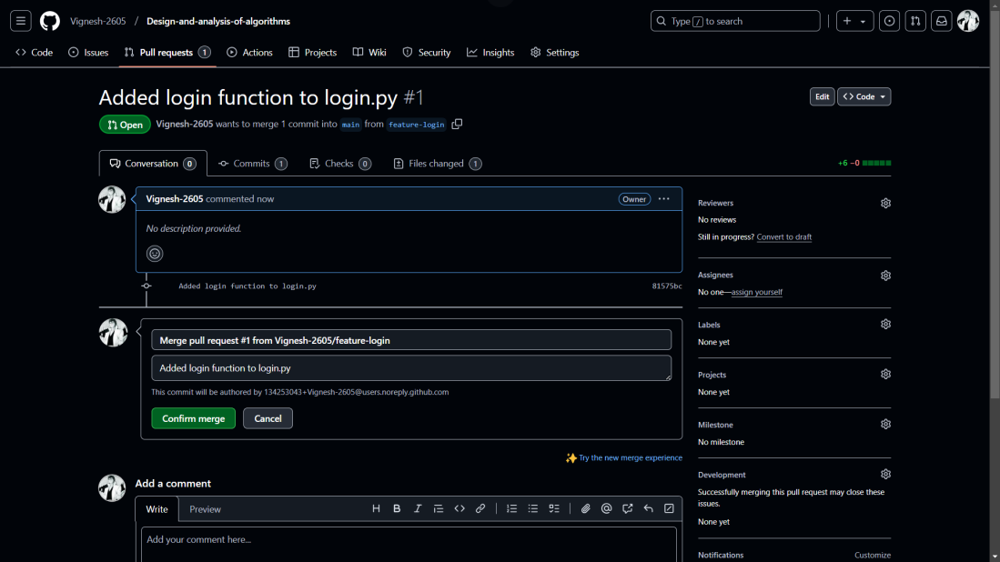 Vignesh-2605 / Design-and-analysis-of-algorithms
Type / to search
Code Issues Pull requests 1 Actions Projects Wiki Security Insights Settings
Added login function to login.py #1
Edit
Code
Open
Vignesh-2605 wants to merge 1 commit into main from feature-login
Conversation 0
Commits 1
Checks 0
Files changed 1
+6 −0
Vignesh-2605 commented now
Owner
No description provided.
Added login function to login.py
81575bc
Merge pull request #1 from Vignesh-2605/feature-login
Added login function to login.py
This commit will be authored by 134253043+Vignesh-2605@users.noreply.github.com
Confirm merge
Cancel
Try the new merge experience
Add a comment
Write
Preview
H B I
Add your comment here...
Reviewers
No reviews
Still in progress? Convert to draft
Assignees
No one—assign yourself
Labels
None yet
Projects
None yet
Milestone
No milestone
Development
Successfully merging this pull request may close these
issues.
None yet
Notifications
Customize